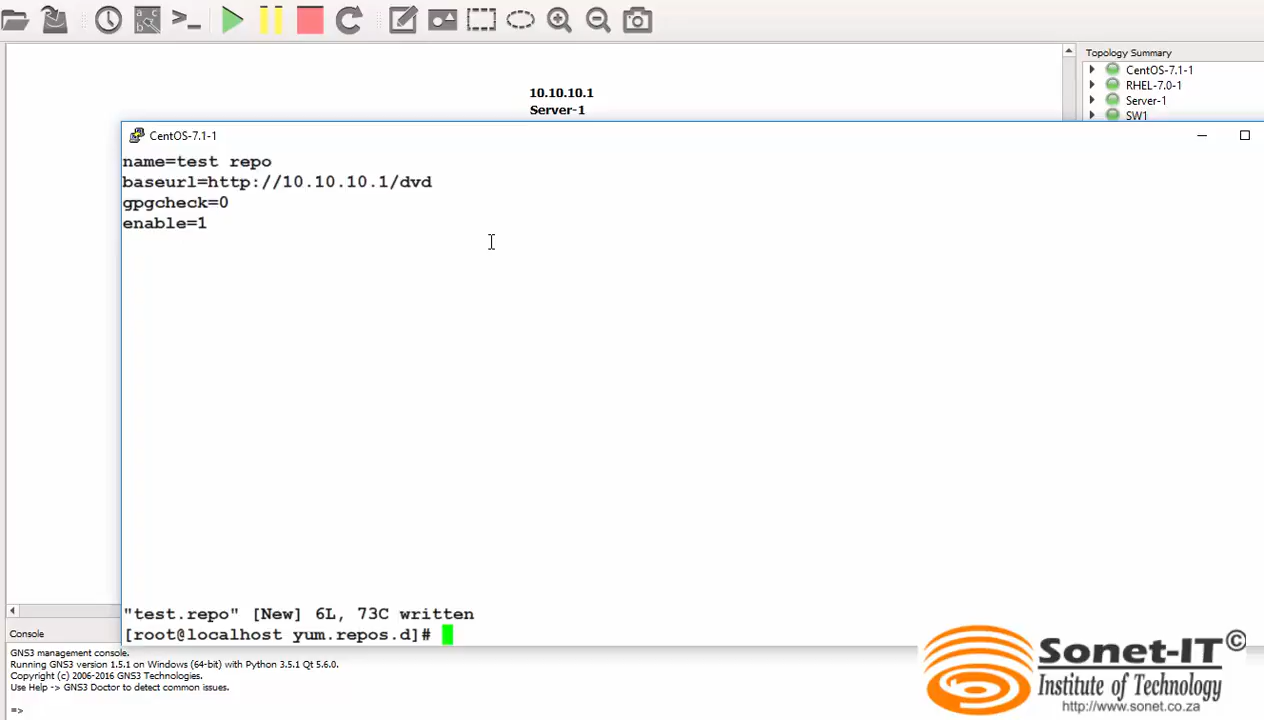 10.10.10.1
Server-1
Topology Summary
CentOS-7.1-1
RHEL-7.0-1
Server-1
SW1
CentOS-7.1-1
name=test repo
baseurl=http://10.10.10.1/dvd
gpgcheck=0
enable=1
"test.repo" [New] 6L, 73C written
[root@localhost yum.repos.d]#
Console
GNS3 management console.
Running GNS3 version 1.5.1 on Windows (64-bit) with Python 3.5.1 Qt 5.6.0.
Copyright (c) 2006-2016 GNS3 Technologies.
Use Help -> GNS3 Doctor to detect common issues.
=>
Sonet-IT©
Institute of Technology
http://www.sonet.co.za